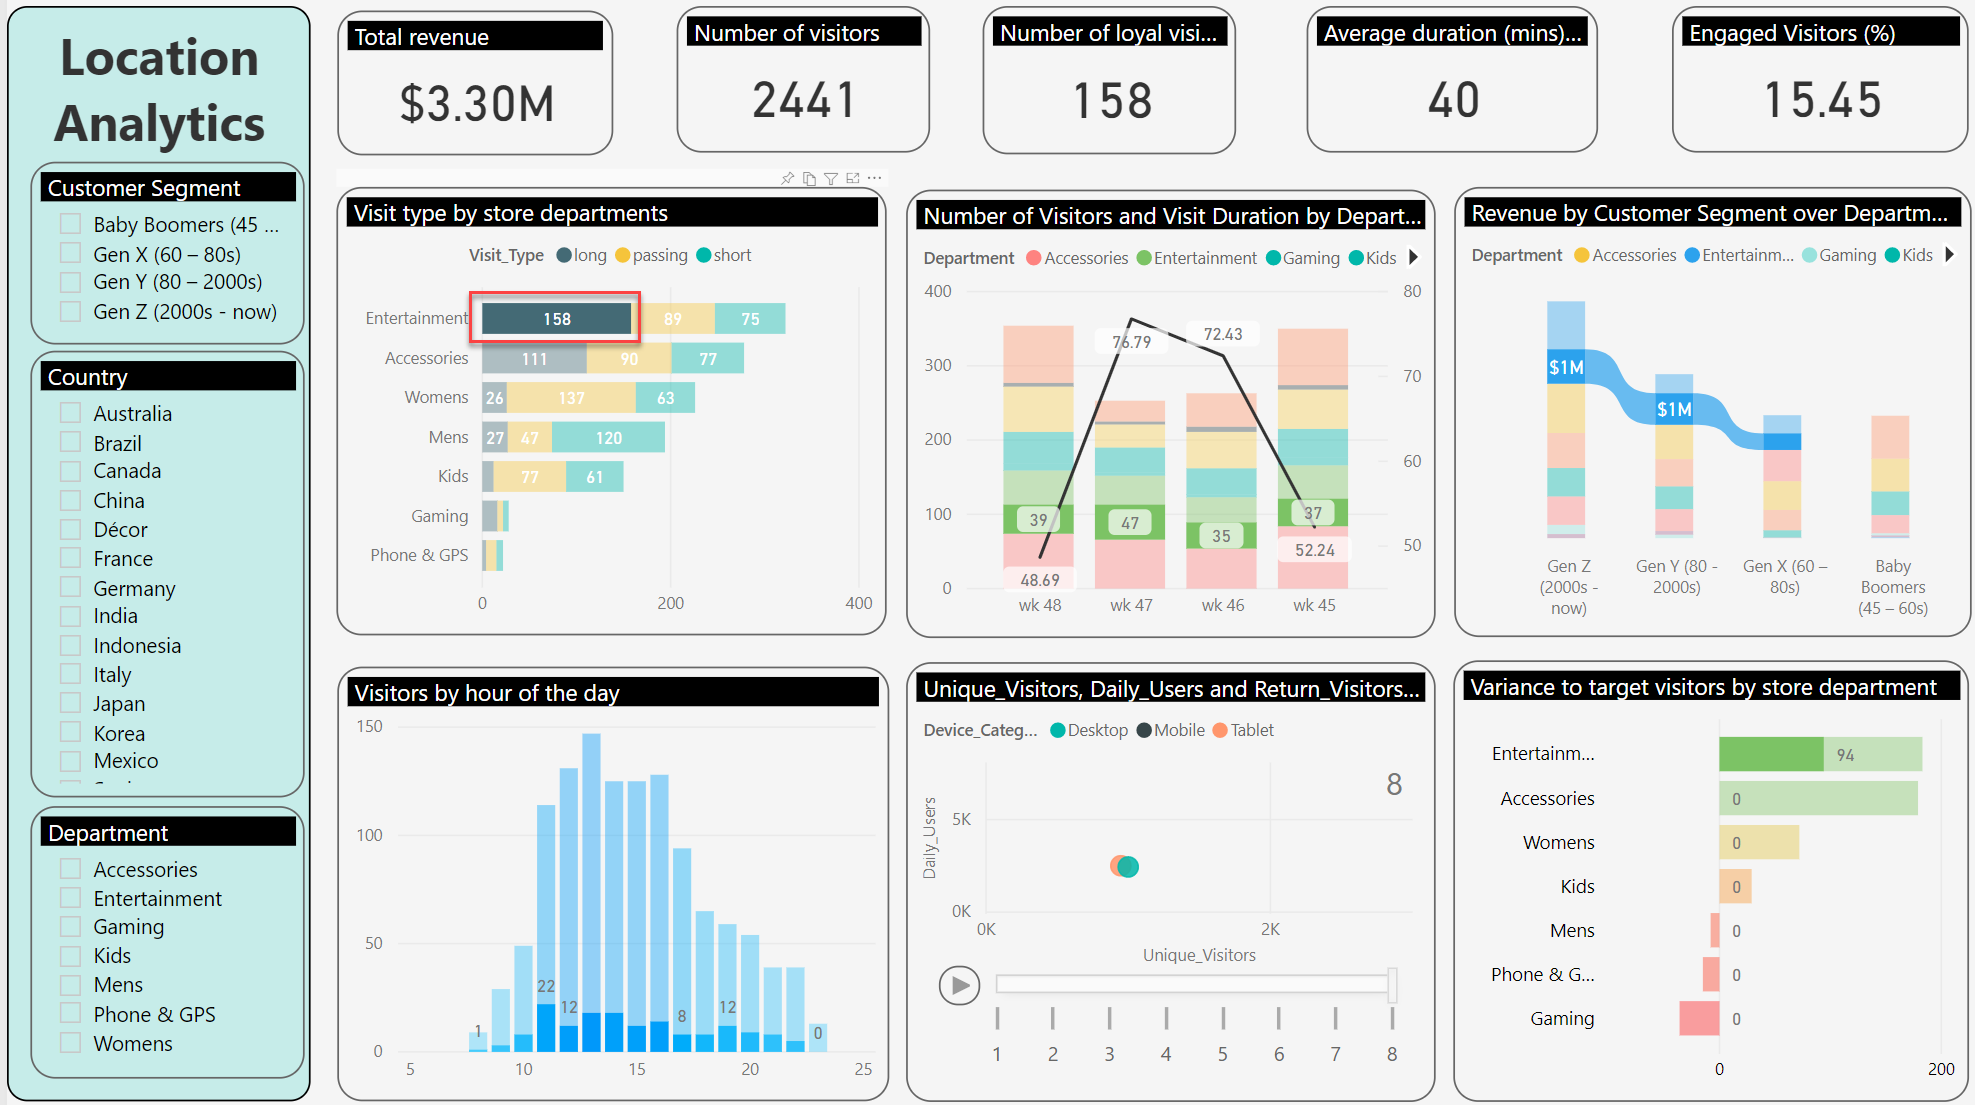 Location
Analytics
Customer Segment
Baby Boomers (45 ...
Gen X (60 – 80s)
Gen Y (80 – 2000s)
Gen Z (2000s - now)
Country
Australia
Brazil
Canada
China
Décor
France
Germany
India
Indonesia
Italy
Japan
Korea
Mexico
Department
Accessories
Entertainment
Gaming
Kids
Mens
Phone & GPS
Womens
Total revenue
$3.30M
Number of visitors
2441
Number of loyal visi...
158
Average duration (mins)...
40
Engaged Visitors (%)
15.45
Visit type by store departments
Visit_Type long passing short
Entertainment 158 89 75
Accessories 111 90 77
Womens 26 137 63
Mens 27 47 120
Kids 77 61
Gaming
Phone & GPS
0 200 400
Number of Visitors and Visit Duration by Depart...
Department Accessories Entertainment Gaming Kids
400 80
300 70
200 60
100 50
0
76.79 72.43
39 47 35 37
48.69 52.24
wk 48 wk 47 wk 46 wk 45
Revenue by Customer Segment over Departm...
Department Accessories Entertainm... Gaming Kids
$1M
$1M
Gen Z (2000s - now)
Gen Y (80 - 2000s)
Gen X (60 – 80s)
Baby Boomers (45 – 60s)
Visitors by hour of the day
150
100
50
0
1 22 12 8 12 0
5 10 15 20 25
Unique_Visitors, Daily_Users and Return_Visitors...
Device_Categ... Desktop Mobile Tablet
8
Daily_Users
5K
0K
0K 2K
Unique_Visitors
1 2 3 4 5 6 7 8
Variance to target visitors by store department
Entertainm... 94
Accessories 0
Womens 0
Kids 0
Mens 0
Phone & G... 0
Gaming 0
0 200